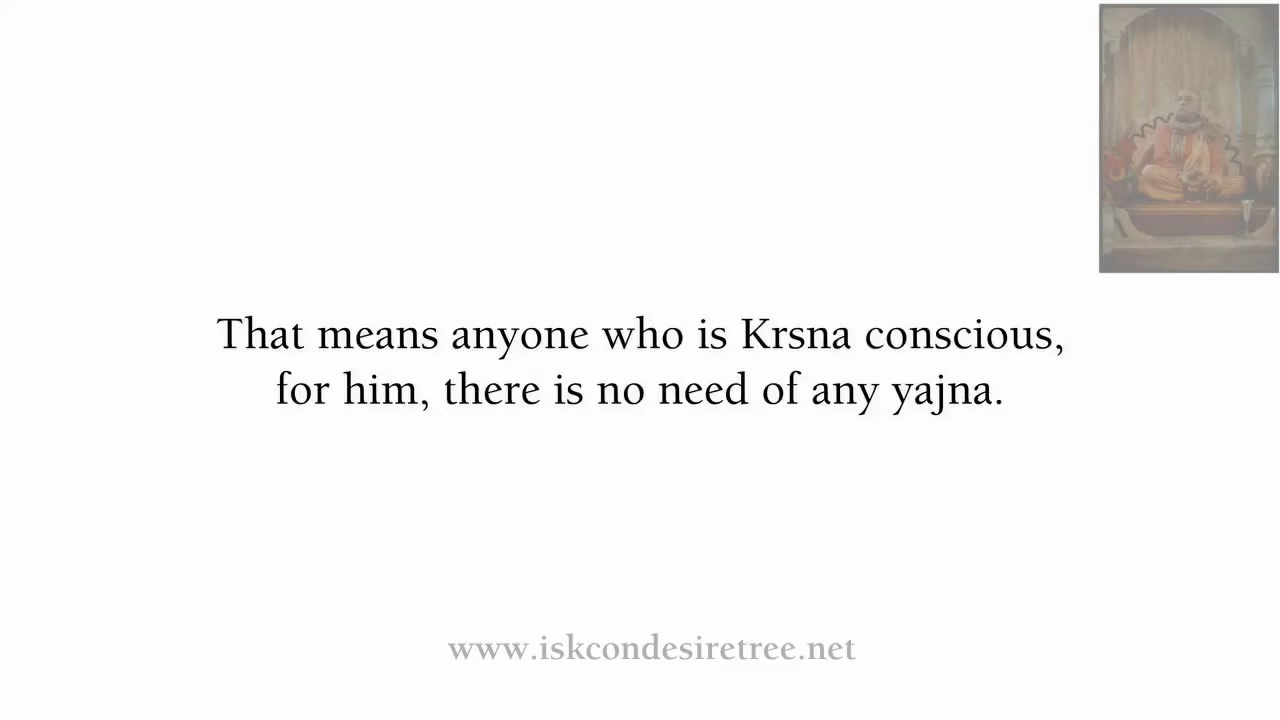 That means anyone who is Krsna conscious,
for him, there is no need of any yajna.
www.iskcondesiretree.net